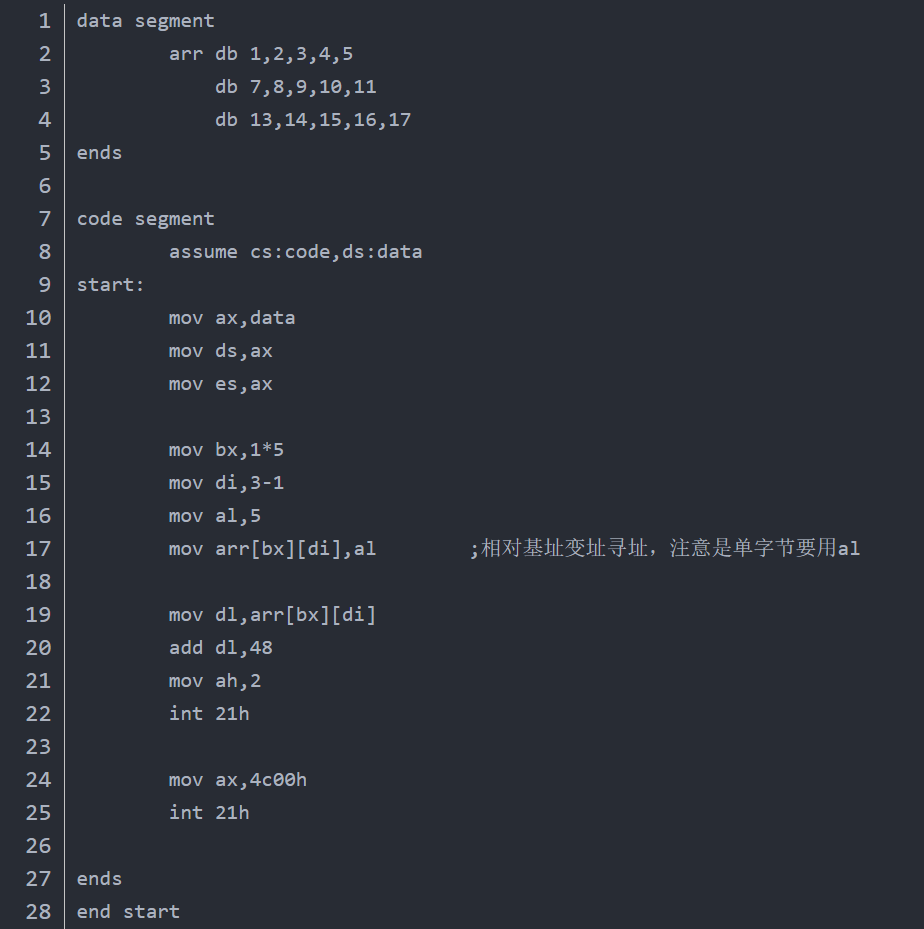 1 data segment
2 arr db 1,2,3,4,5
3 db 7,8,9,10,11
4 db 13,14,15,16,17
5 ends
6
7 code segment
8 assume cs:code,ds:data
9 start:
10 mov ax,data
11 mov ds,ax
12 mov es,ax
13
14 mov bx,1*5
15 mov di,3-1
16 mov al,5
17 mov arr[bx][di],al ;相对基址变址寻址，注意是单字节要用al
18
19 mov dl,arr[bx][di]
20 add dl,48
21 mov ah,2
22 int 21h
23
24 mov ax,4c00h
25 int 21h
26
27 ends
28 end start